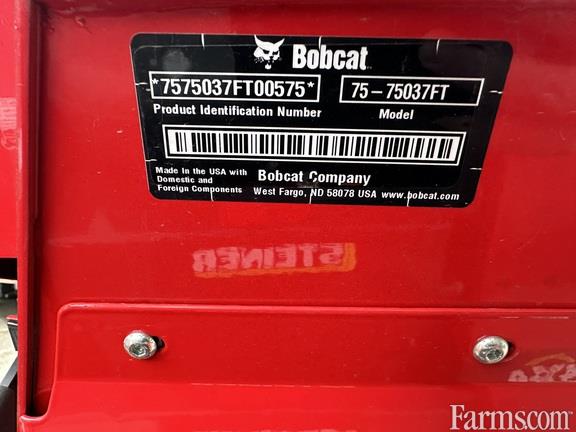 Bobcat
*7575037FT00575* 75-75037FT
Product Identification Number Model
Made In the USA with
Domestic and
Foreign Components
Bobcat Company
West Fargo, ND 58078 USA www.bobcat.com
STEINER
Farms.com